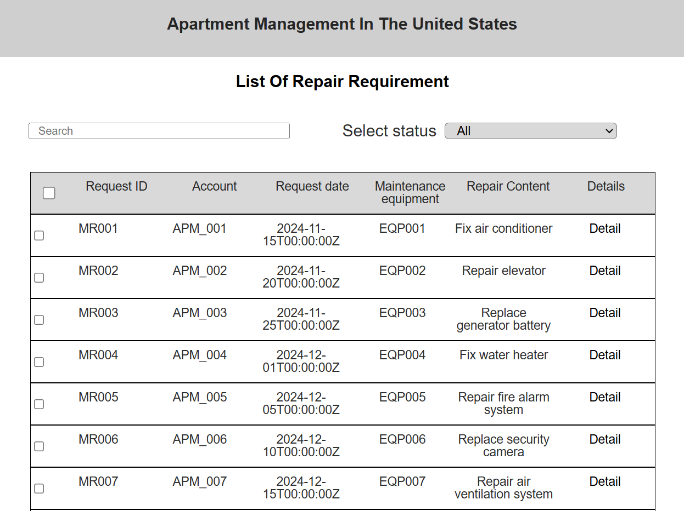 Apartment Management In The United States
List Of Repair Requirement
Search
Select status All
Request ID Account Request date Maintenance equipment Repair Content Details
MR001 APM_001 2024-11-15T00:00:00Z EQP001 Fix air conditioner Detail
MR002 APM_002 2024-11-20T00:00:00Z EQP002 Repair elevator Detail
MR003 APM_003 2024-11-25T00:00:00Z EQP003 Replace generator battery Detail
MR004 APM_004 2024-12-01T00:00:00Z EQP004 Fix water heater Detail
MR005 APM_005 2024-12-05T00:00:00Z EQP005 Repair fire alarm system Detail
MR006 APM_006 2024-12-10T00:00:00Z EQP006 Replace security camera Detail
MR007 APM_007 2024-12-15T00:00:00Z EQP007 Repair air ventilation system Detail